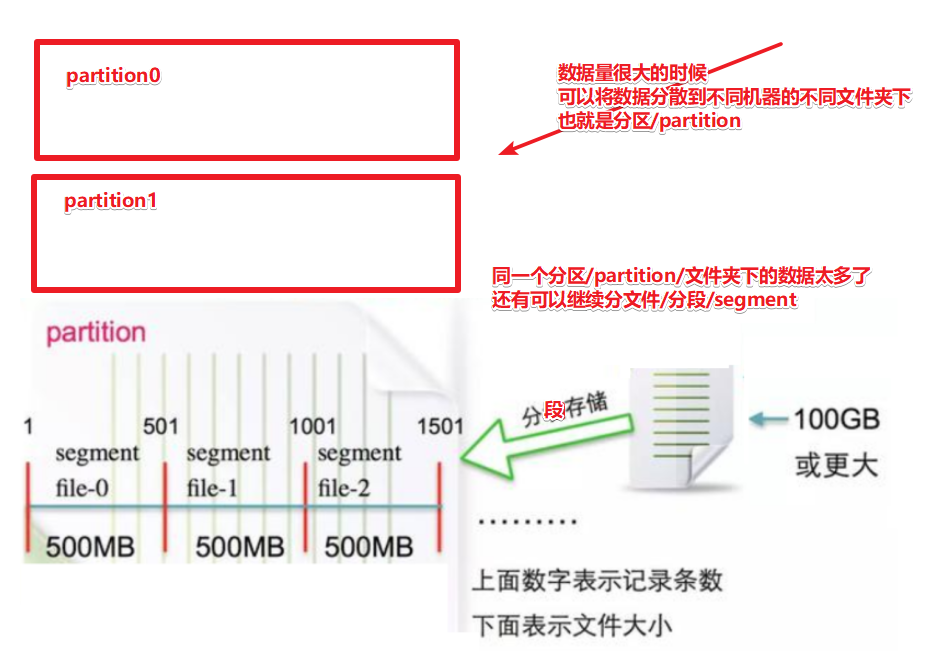 partition0
数据量很大的时候
可以将数据分散到不同机器的不同文件夹下
也就是分区/partition
partition1
同一个分区/partition/文件夹下的数据太多了
还有可以继续分文件/分段/segment
partition
1 501 1001 1501
segment segment segment
file-0 file-1 file-2
500MB 500MB 500MB
分段存储
100GB
或更大
·········
上面数字表示记录条数
下面表示文件大小